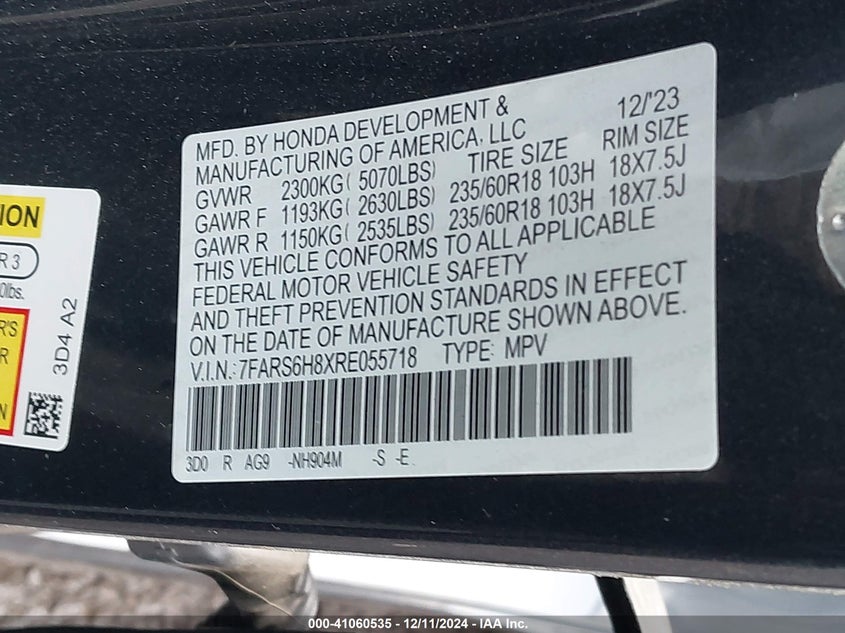 MFD. BY HONDA DEVELOPMENT & 12/'23
MANUFACTURING OF AMERICA, LLC
GVWR 2300KG( 5070LBS) TIRE SIZE RIM SIZE
GAWR F 1193KG( 2630LBS) 235/60R18 103H 18X7.5J
GAWR R 1150KG( 2535LBS) 235/60R18 103H 18X7.5J
THIS VEHICLE CONFORMS TO ALL APPLICABLE
FEDERAL MOTOR VEHICLE SAFETY
AND THEFT PREVENTION STANDARDS IN EFFECT
ON THE DATE OF MANUFACTURE SHOWN ABOVE.
V.I.N.:7FARS6H8XRE055718 TYPE: MPV
3D0 R AG9 -NH904M -S -E
TION
R 3
0lbs.
R'S
R
N
3D4 A2
000-41060535 - 12/11/2024 - IAA Inc.